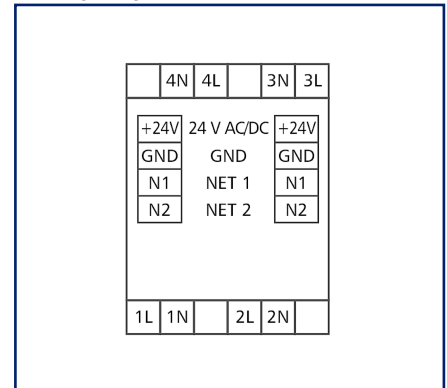 4N 4L 3N 3L
+24V 24 V AC/DC +24V
GND GND GND
N1 NET 1 N1
N2 NET 2 N2
1L 1N 2L 2N